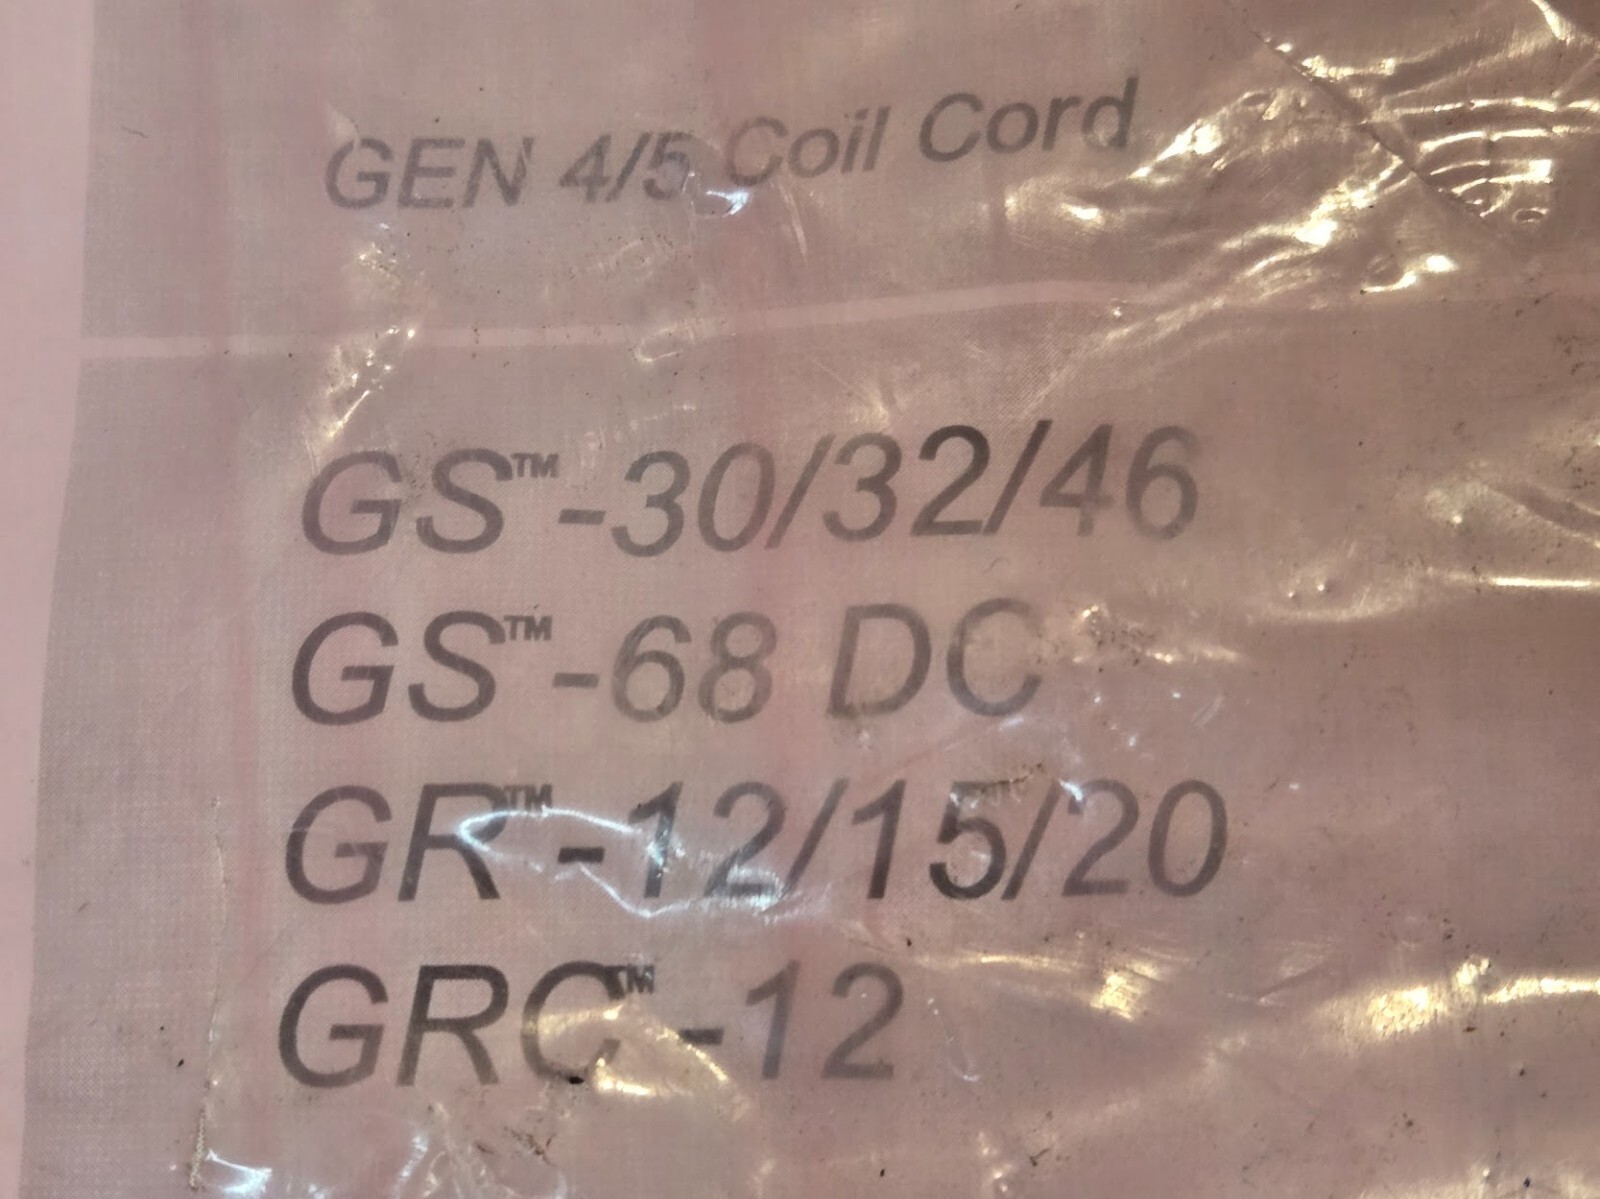 GEN 4/5 Coil Cord
GS™-30/32/46
GS™-68 DC
GR™-12/15/20
GRC™-12